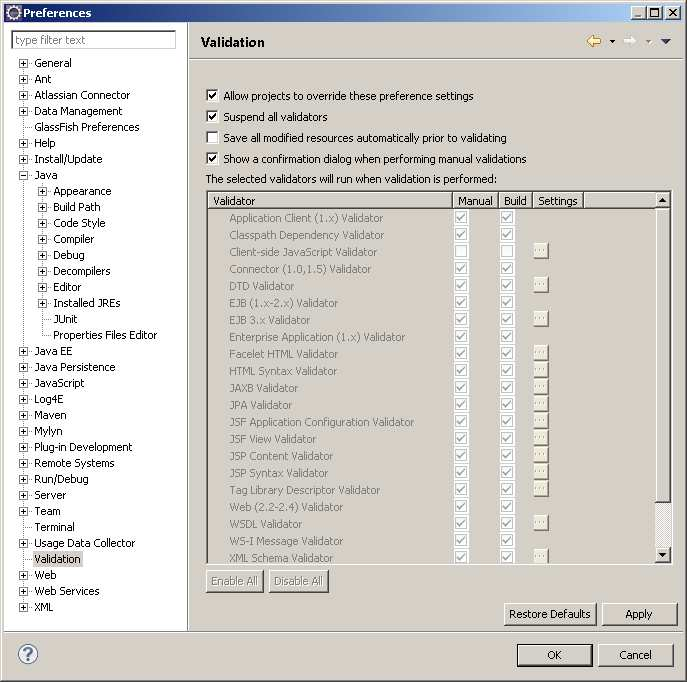 Preferences
type filter text
General
Ant
Atlassian Connector
Data Management
GlassFish Preferences
Help
Install/Update
Java
Appearance
Build Path
Code Style
Compiler
Debug
Decompilers
Editor
Installed JREs
JUnit
Properties Files Editor
Java EE
Java Persistence
JavaScript
Log4E
Maven
Mylyn
Plug-in Development
Remote Systems
Run/Debug
Server
Team
Terminal
Usage Data Collector
Validation
Web
Web Services
XML
Validation
Allow projects to override these preference settings
Suspend all validators
Save all modified resources automatically prior to validating
Show a confirmation dialog when performing manual validations
The selected validators will run when validation is performed:
Validator Manual Build Settings
Application Client (1.x) Validator
Classpath Dependency Validator
Client-side JavaScript Validator ...
Connector (1.0,1.5) Validator
DTD Validator ...
EJB (1.x-2.x) Validator
EJB 3.x Validator ...
Enterprise Application (1.x) Validator
Facelet HTML Validator ...
HTML Syntax Validator ...
JAXB Validator ...
JPA Validator ...
JSF Application Configuration Validator ...
JSF View Validator ...
JSP Content Validator ...
JSP Syntax Validator ...
Tag Library Descriptor Validator ...
Web (2.2-2.4) Validator
WSDL Validator ...
WS-I Message Validator
XML Schema Validator ...
Enable All Disable All
Restore Defaults Apply
? OK Cancel